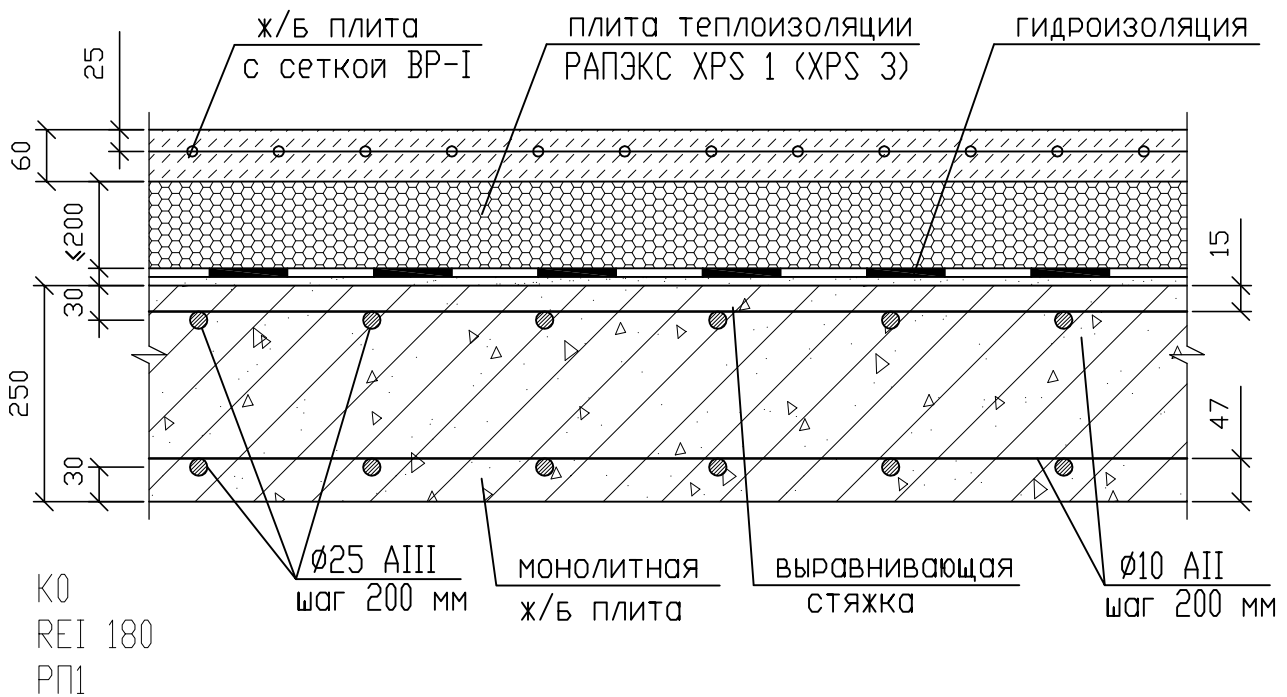 ж/Б плита
с сеткой ВР-I
плита теплоизоляции
РАПЭКС XPS 1 (XPS 3)
гидроизоляция
25
60
≤200
30
250
30
15
47
Ø25 АIII
шаг 200 мм
монолитная
ж/Б плита
выравнивающая
стяжка
Ø10 АII
шаг 200 мм
К0
REI 180
РП1